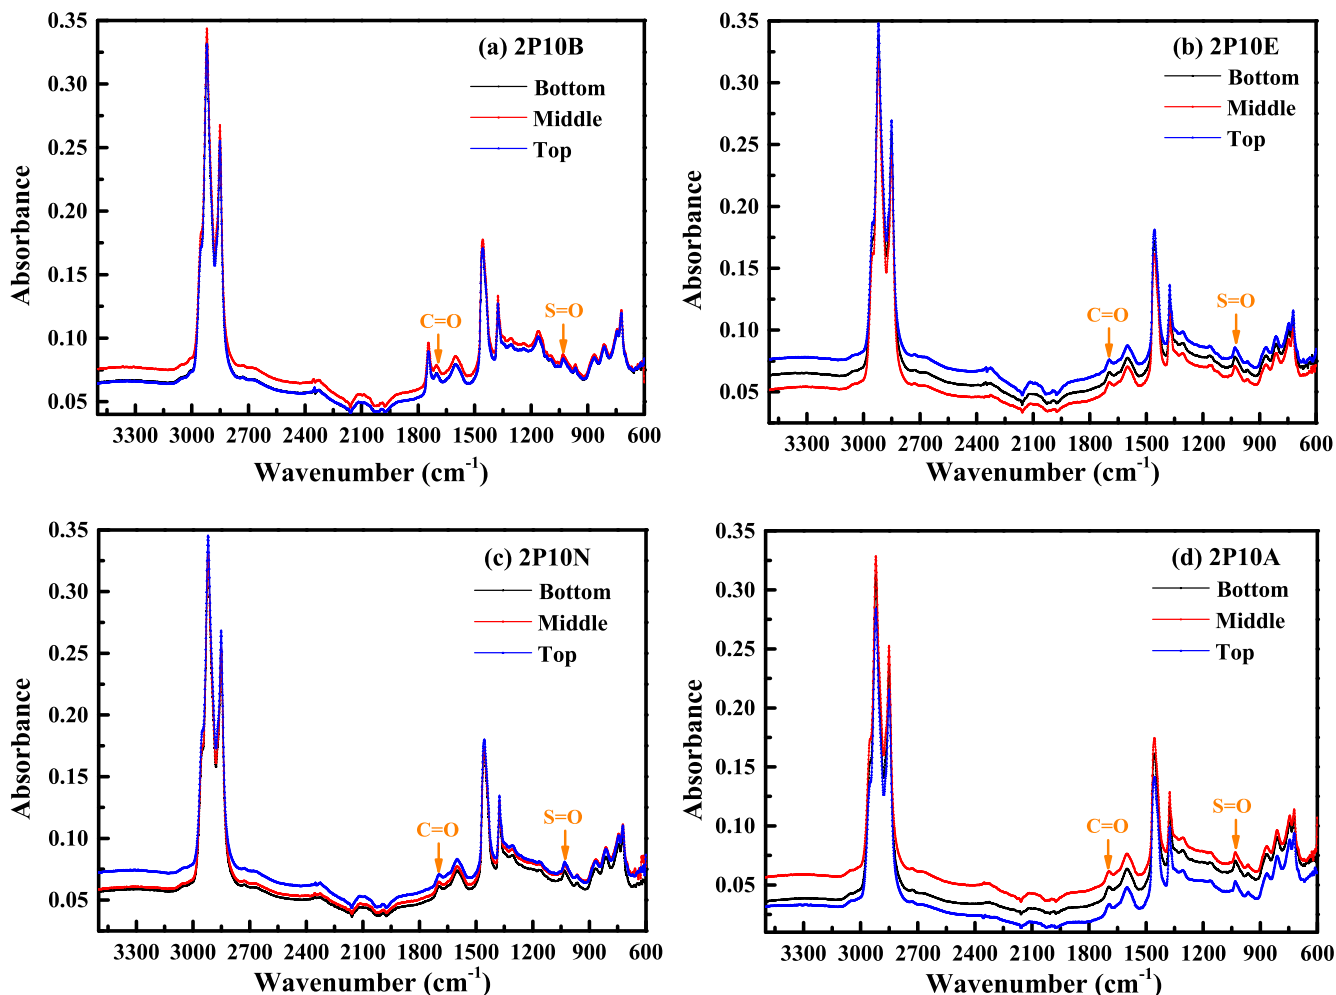 (a) 2P10B
Bottom
Middle
Top
C=O
S=O
Absorbance
0.35
0.30
0.25
0.20
0.15
0.10
0.05
3300 3000 2700 2400 2100 1800 1500 1200 900 600
Wavenumber (cm-1)
(b) 2P10E
Bottom
Middle
Top
C=O
S=O
Absorbance
0.35
0.30
0.25
0.20
0.15
0.10
0.05
3300 3000 2700 2400 2100 1800 1500 1200 900 600
Wavenumber (cm-1)
(c) 2P10N
Bottom
Middle
Top
C=O
S=O
Absorbance
0.35
0.30
0.25
0.20
0.15
0.10
0.05
3300 3000 2700 2400 2100 1800 1500 1200 900 600
Wavenumber (cm-1)
(d) 2P10A
Bottom
Middle
Top
C=O
S=O
Absorbance
0.35
0.30
0.25
0.20
0.15
0.10
0.05
3300 3000 2700 2400 2100 1800 1500 1200 900 600
Wavenumber (cm-1)